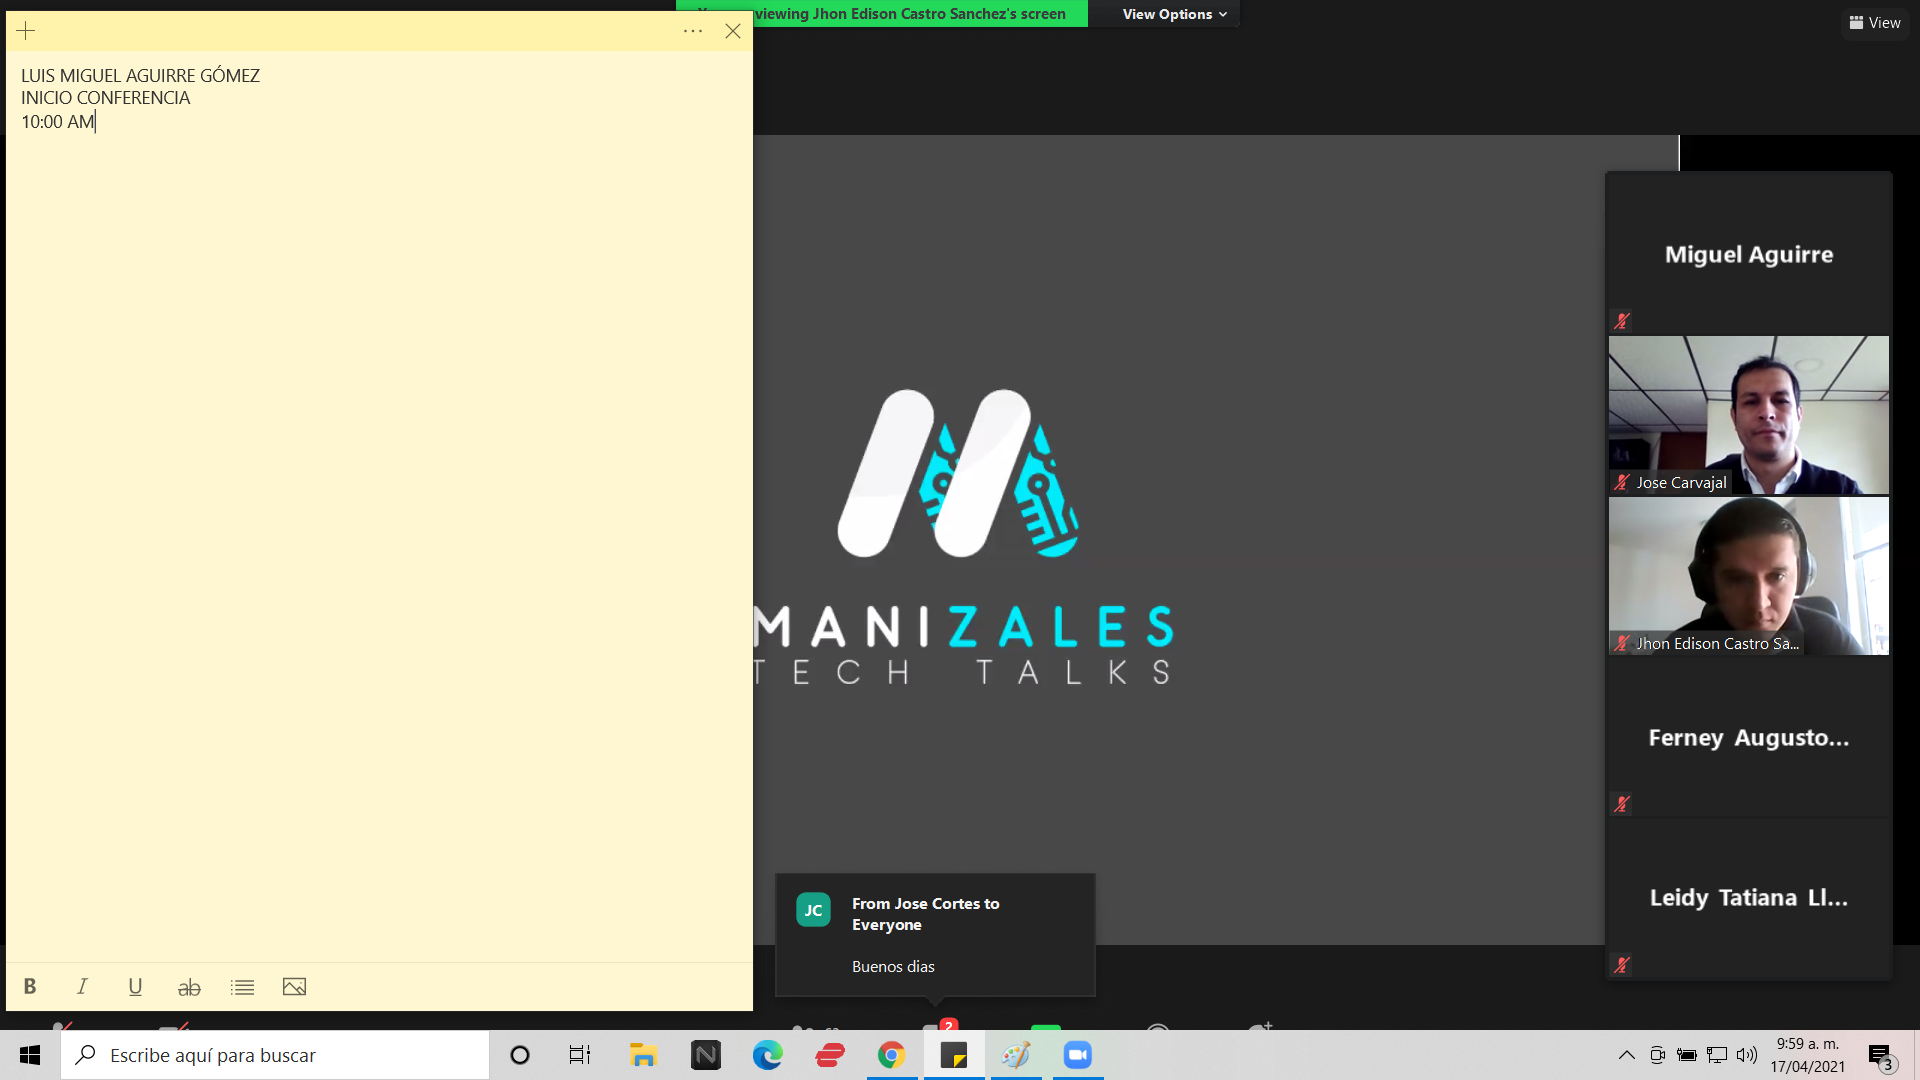 viewing Jhon Edison Castro Sanchez's screen
View Options
View
LUIS MIGUEL AGUIRRE GÓMEZ
INICIO CONFERENCIA
10:00 AM
Miguel Aguirre
Jose Carvajal
Jhon Edison Castro Sa...
MANIZALES
TECH TALKS
Ferney Augusto...
Leidy Tatiana Ll...
JC
From Jose Cortes to
Everyone
Buenos dias
B I U ab
2
Escribe aquí para buscar
N
9:59 a. m.
17/04/2021
3